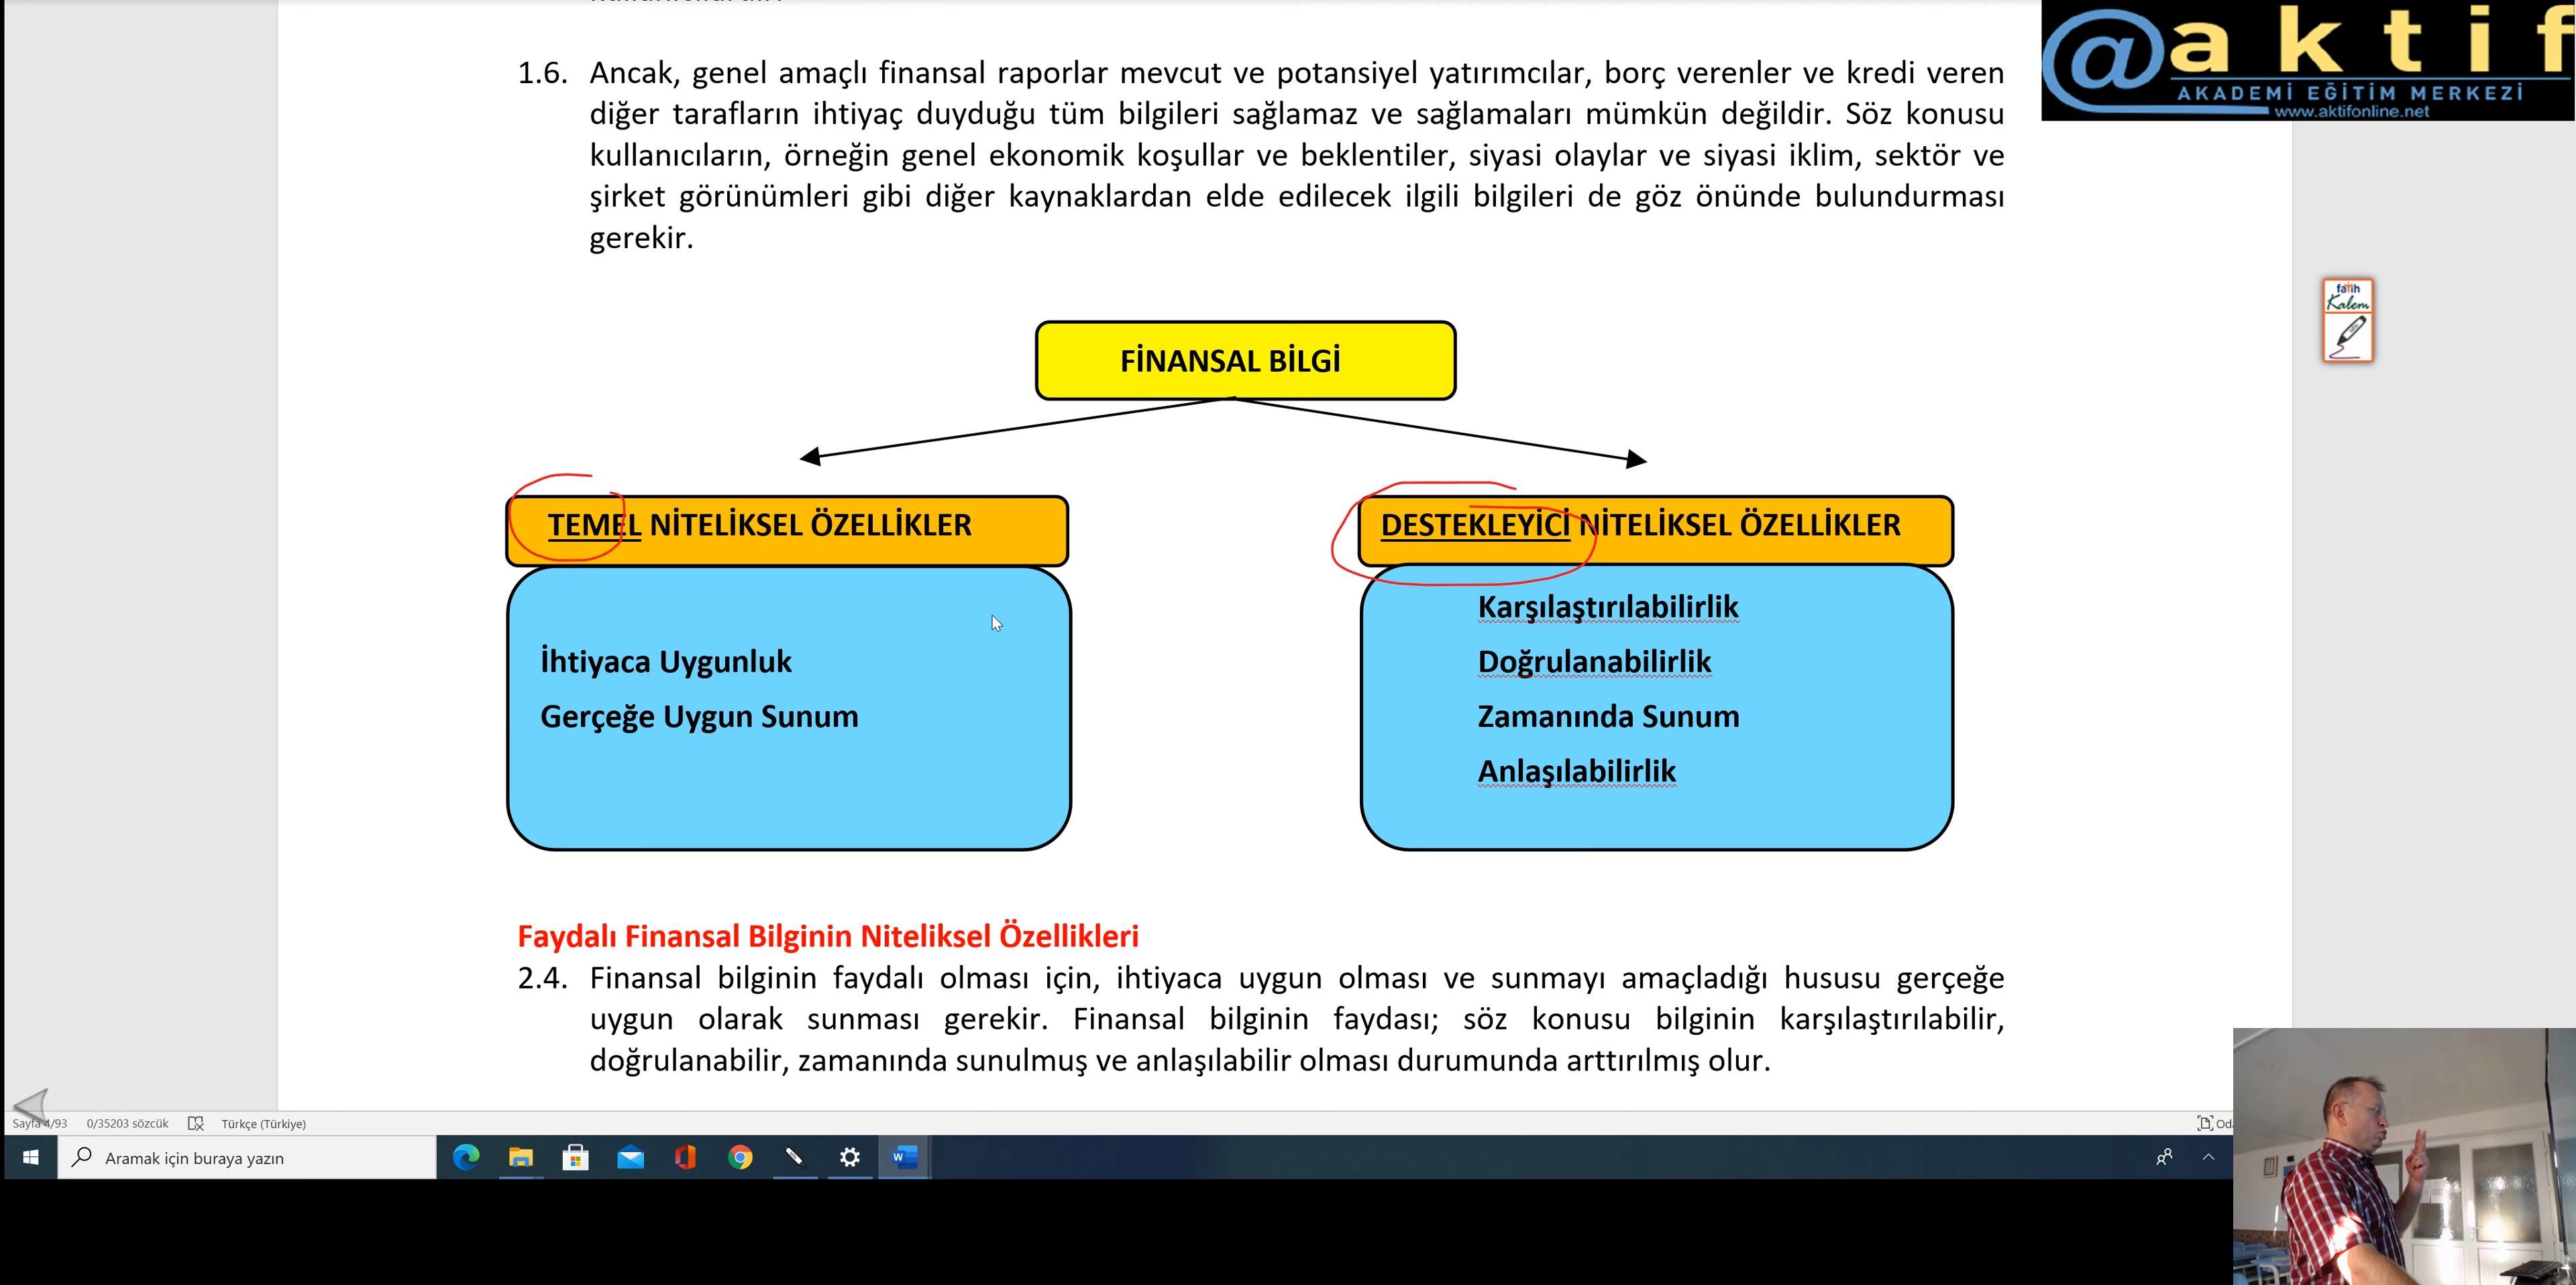 1.6. Ancak, genel amaçlı finansal raporlar mevcut ve potansiyel yatırımcılar, borç verenler ve kredi veren
diğer tarafların ihtiyaç duyduğu tüm bilgileri sağlamaz ve sağlamaları mümkün değildir. Söz konusu
kullanıcıların, örneğin genel ekonomik koşullar ve beklentiler, siyasi olaylar ve siyasi iklim, sektör ve
şirket görünümleri gibi diğer kaynaklardan elde edilecek ilgili bilgileri de göz önünde bulundurması
gerekir.
@aktif
AKADEMİ EĞİTİM MERKEZİ
www.aktifonline.net
fatih
Kalem
FİNANSAL BİLGİ
TEMEL NİTELİKSEL ÖZELLİKLER
İhtiyaca Uygunluk
Gerçeğe Uygun Sunum
DESTEKLEYİCİ NİTELİKSEL ÖZELLİKLER
Karşılaştırılabilirlik
Doğrulanabilirlik
Zamanında Sunum
Anlaşılabilirlik
Faydalı Finansal Bilginin Niteliksel Özellikleri
2.4. Finansal bilginin faydalı olması için, ihtiyaca uygun olması ve sunmayı amaçladığı hususu gerçeğe
uygun olarak sunması gerekir. Finansal bilginin faydası; söz konusu bilginin karşılaştırılabilir,
doğrulanabilir, zamanında sunulmuş ve anlaşılabilir olması durumunda arttırılmış olur.
Sayfa 4/93 0/35203 sözcük Türkçe (Türkiye)
Aramak için buraya yazın